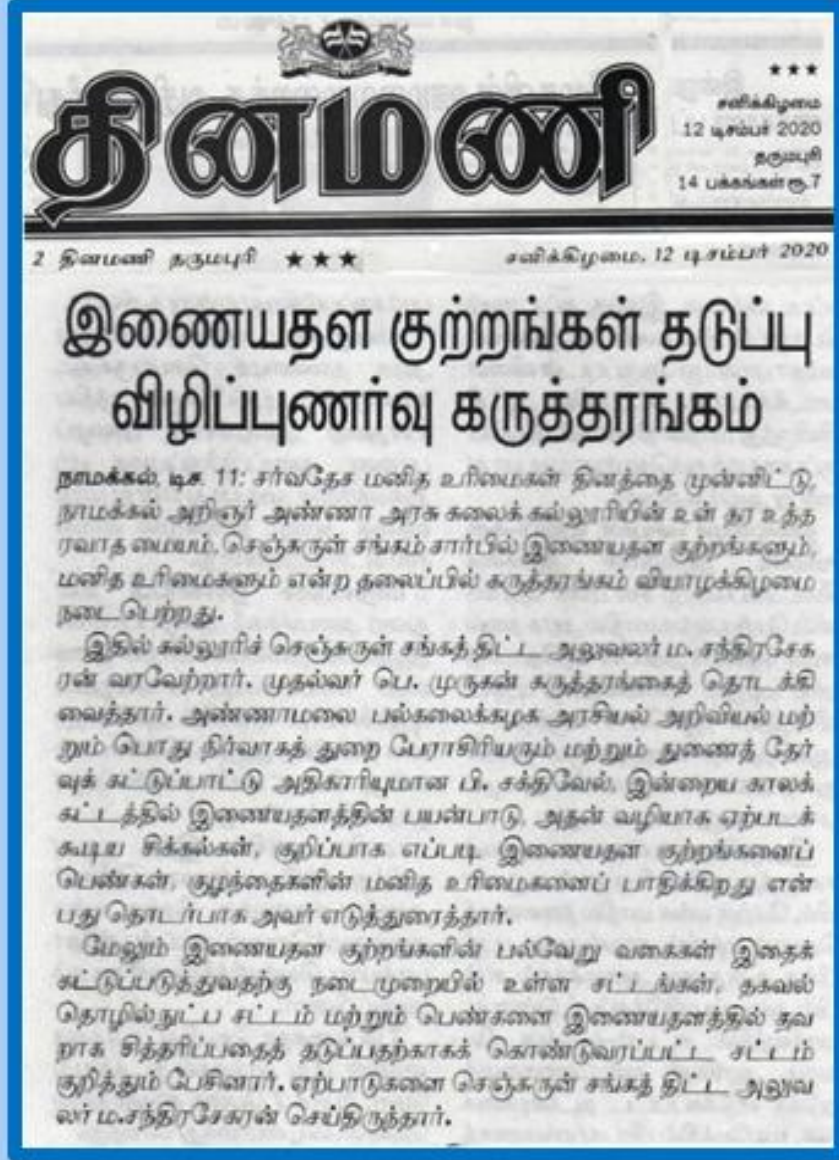 தினமணி
★★★
சனிக்கிழமை
12 டிசம்பர் 2020
தருமபுரி
14 பக்கங்கள் ரூ.7
2 தினமணி தருமபுரி ★★★ சனிக்கிழமை, 12 டிசம்பர் 2020
இணையதள குற்றங்கள் தடுப்பு
விழிப்புணர்வு கருத்தரங்கம்
நாமக்கல், டிச. 11: சர்வதேச மனித உரிமைகள் தினத்தை முன்னிட்டு,
நாமக்கல் அறிஞர் அண்ணா அரசு கலைக் கல்லூரியின் உள் தர உத்த
ரவாத மையம், செஞ்சுருள் சங்கம் சார்பில் இணையதள குற்றங்களும்,
மனித உரிமைகளும் என்ற தலைப்பில் கருத்தரங்கம் வியாழக்கிழமை
நடைபெற்றது.
இதில் கல்லூரிச் செஞ்சுருள் சங்கத் திட்ட அலுவலர் ம. சந்திரசேக
ரன் வரவேற்றார். முதல்வர் பெ. முருகன் கருத்தரங்கைத் தொடக்கி
வைத்தார். அண்ணாமலை பல்கலைக்கழக அரசியல் அறிவியல் மற்
றும் பொது நிர்வாகத் துறை பேராசிரியரும் மற்றும் துணைத் தேர்
வுக் கட்டுப்பாட்டு அதிகாரியுமான பி. சக்திவேல், இன்றைய காலக்
கட்டத்தில் இணையதளத்தின் பயன்பாடு, அதன் வழியாக ஏற்படக்
கூடிய சிக்கல்கள், குறிப்பாக எப்படி இணையதள குற்றங்களைப்
பெண்கள், குழந்தைகளின் மனித உரிமைகளைப் பாதிக்கிறது என்
பது தொடர்பாக அவர் எடுத்துரைத்தார்.
மேலும் இணையதள குற்றங்களின் பல்வேறு வகைகள் இதைக்
கட்டுப்படுத்துவதற்கு நடைமுறையில் உள்ள சட்டங்கள், தகவல்
தொழில்நுட்ப சட்டம் மற்றும் பெண்களை இணையதளத்தில் தவ
றாக சித்தரிப்பதைத் தடுப்பதற்காகக் கொண்டுவரப்பட்ட சட்டம்
குறித்தும் பேசினார். ஏற்பாடுகளை செஞ்சுருள் சங்கத் திட்ட அலுவ
லர் ம.சந்திரசேகரன் செய்திருந்தார்.